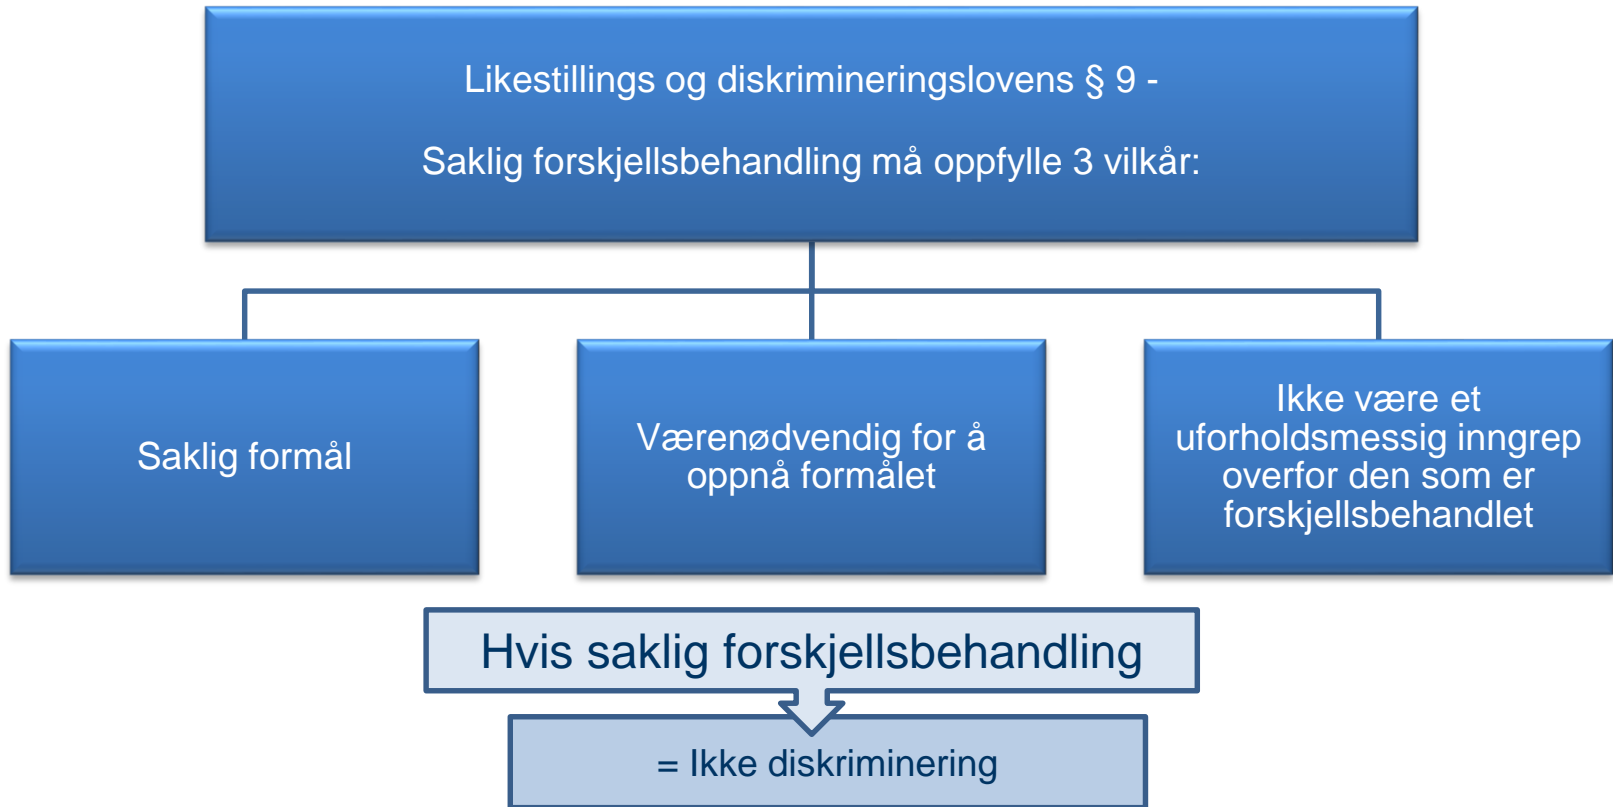 Likestillings og diskrimineringslovens § 9 -
Saklig forskjellsbehandling må oppfylle 3 vilkår:
Saklig formål
Værenødvendig for å
oppnå formålet
Ikke være et
uforholdsmessig inngrep
overfor den som er
forskjellsbehandlet
Hvis saklig forskjellsbehandling
= Ikke diskriminering